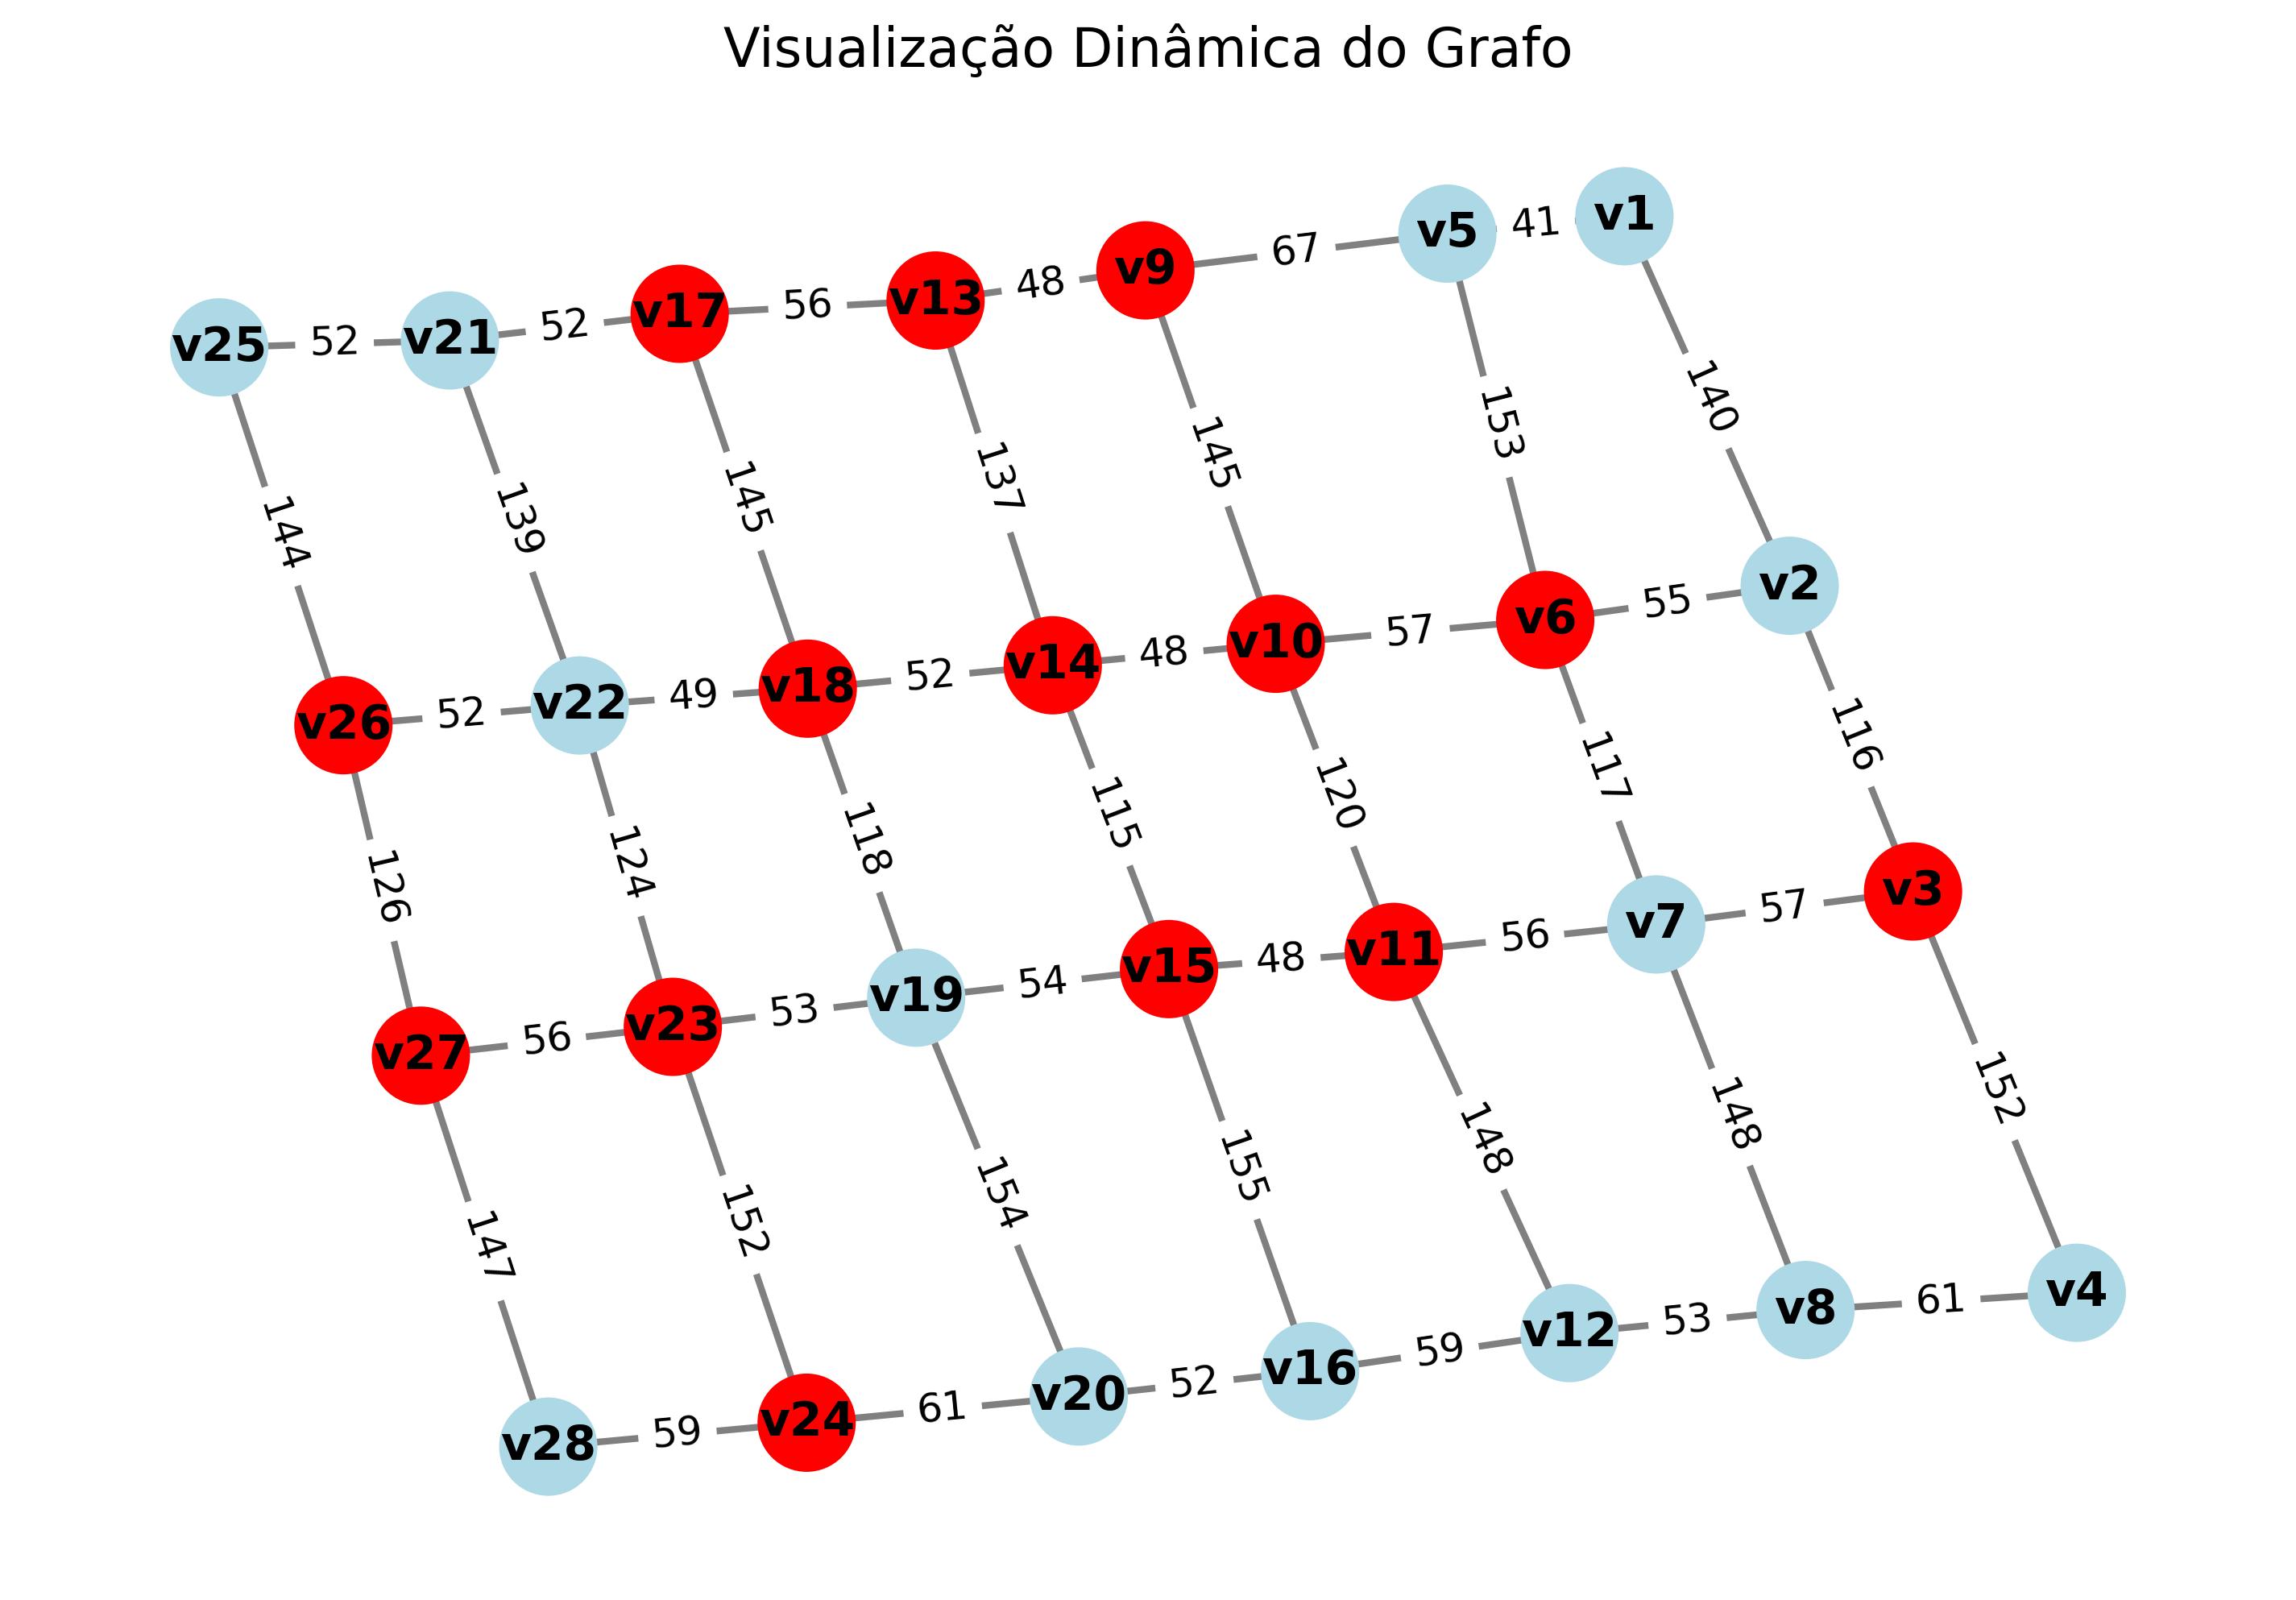 Visualização Dinâmica do Grafo
v25 52 v21 52 v17 56 v13 48 v9 67 v5 41 v1
144 139 145 137 145 153 140
v26 52 v22 49 v18 52 v14 48 v10 57 v6 55 v2
126 124 118 115 120 117 116
v27 56 v23 53 v19 54 v15 48 v11 56 v7 57 v3
147 152 154 155 148 148 152
v28 59 v24 61 v20 52 v16 59 v12 53 v8 61 v4